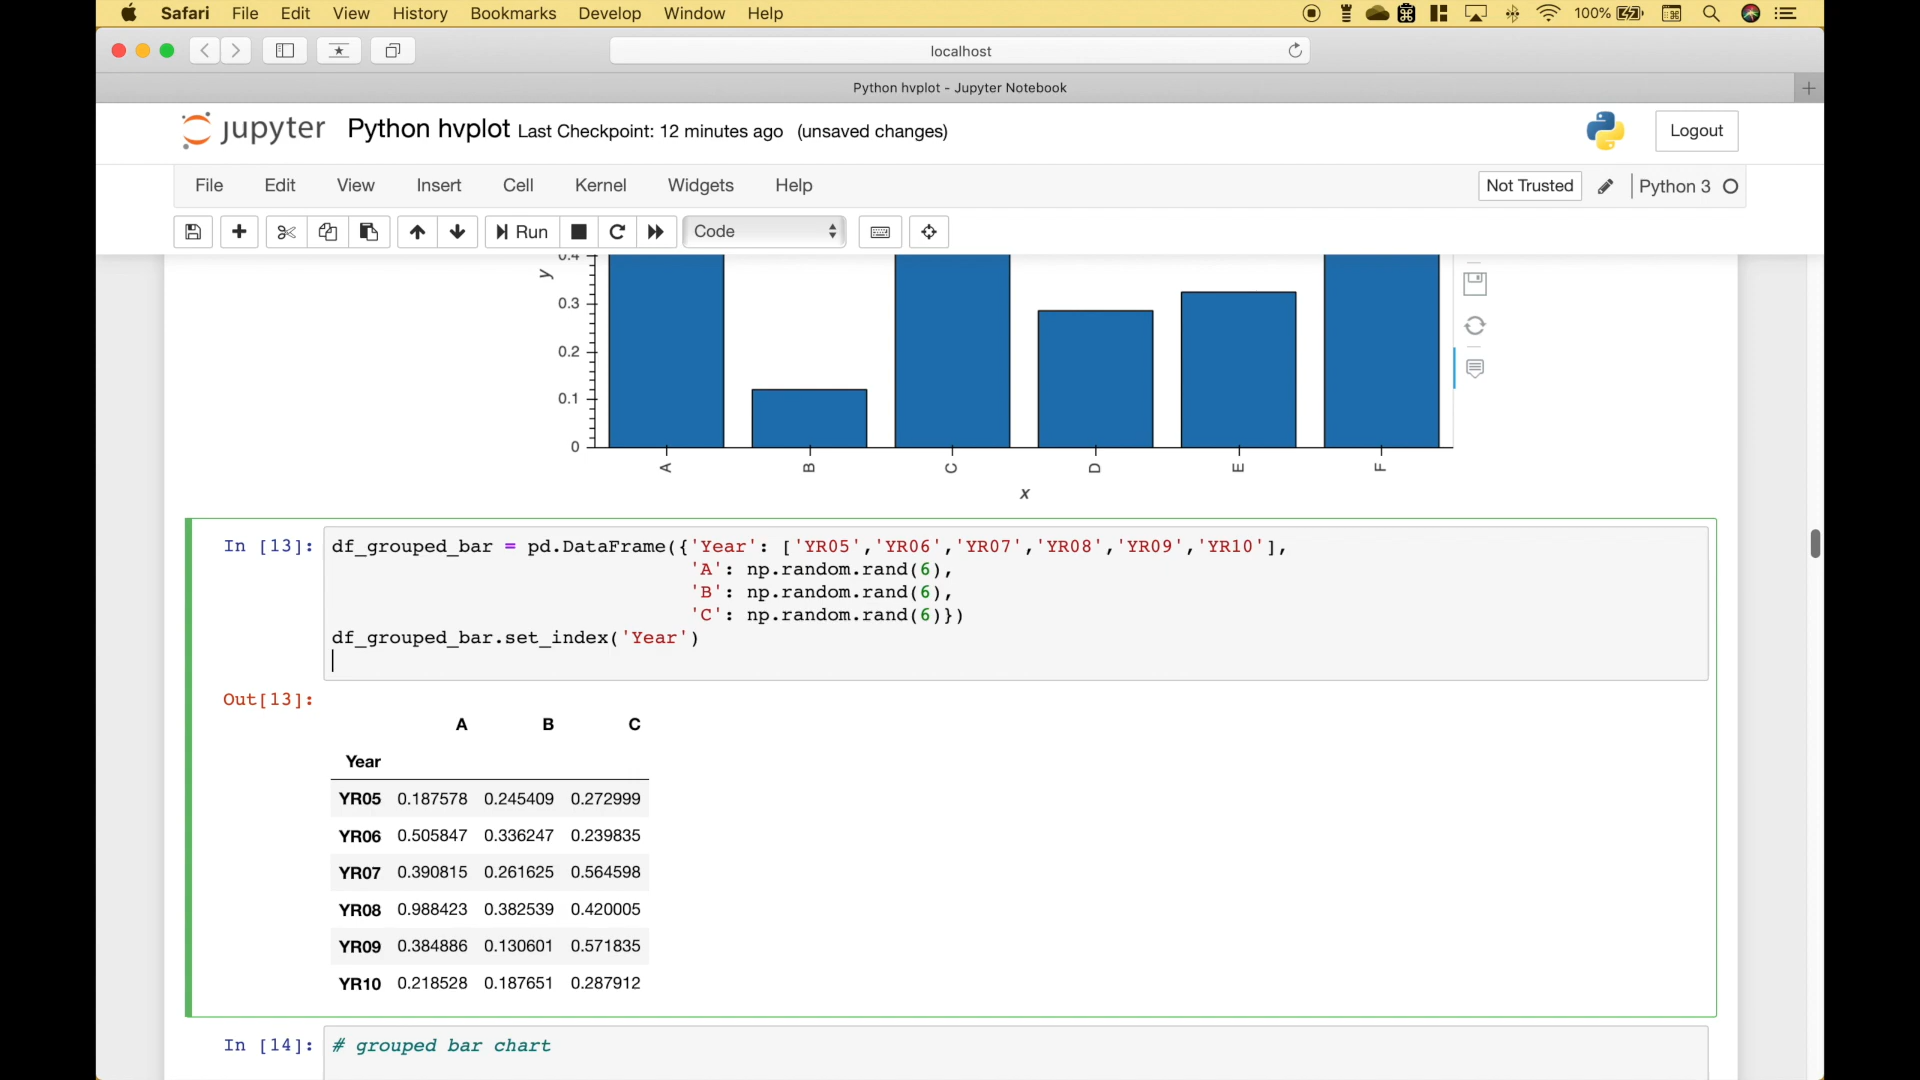 Safari File Edit View History Bookmarks Develop Window Help 100%
localhost
Python hvplot - Jupyter Notebook
jupyter Python hvplot Last Checkpoint: 12 minutes ago (unsaved changes) Logout
File Edit View Insert Cell Kernel Widgets Help Not Trusted Python 3
Run Code
0.4
y
0.3
0.2
0.1
0
A B C D E F
x
In [13]: df_grouped_bar = pd.DataFrame({'Year': ['YR05','YR06','YR07','YR08','YR09','YR10'],
'A': np.random.rand(6),
'B': np.random.rand(6),
'C': np.random.rand(6)})
df_grouped_bar.set_index('Year')
Out[13]:
A B C
Year
YR05 0.187578 0.245409 0.272999
YR06 0.505847 0.336247 0.239835
YR07 0.390815 0.261625 0.564598
YR08 0.988423 0.382539 0.420005
YR09 0.384886 0.130601 0.571835
YR10 0.218528 0.187651 0.287912
In [14]: # grouped bar chart